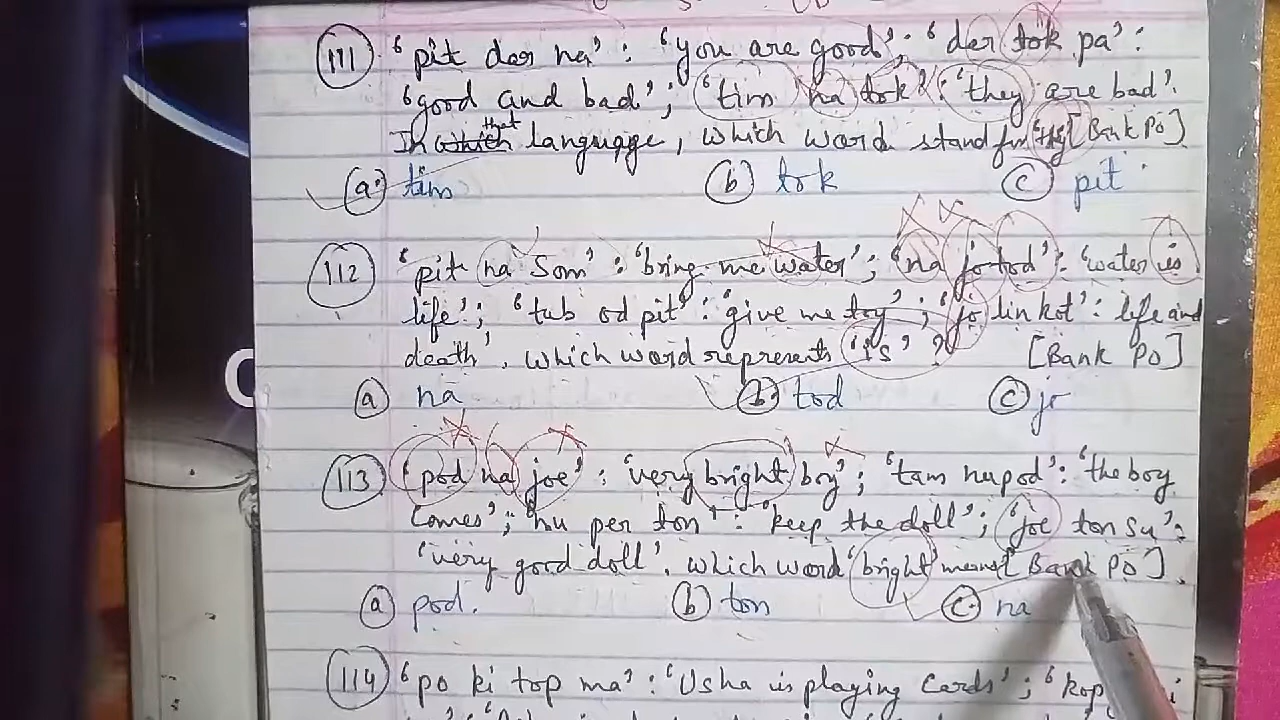 (111) 'pit dar na' : 'you are good' ; 'der tok pa' :
'good and bad' ; 'tim na tok' : 'they are bad'.
In that language, which word stand for 'they' [Bank PO]
(a) tim (b) tok (c) pit
(112) 'pit na Som' : 'bring me water' ; 'na jo tod' : 'water is
life' ; 'tub od pit' : 'give me toy' ; 'jo lin kot' : life and
death', which word represents 'is' ? [Bank PO]
(a) na (b) tod (c) jo
(113) 'pod na joe' : 'very bright boy' ; 'tam nu pod' : 'the boy
Comes' ; 'nu per ton' : 'keep the doll' ; 'joe ton su' :
'very good doll'. which word 'bright' means [Bank PO].
(a) pod. (b) ton (c) na
(114) 'po ki top ma' : 'Usha is playing Cards' ; 'kop